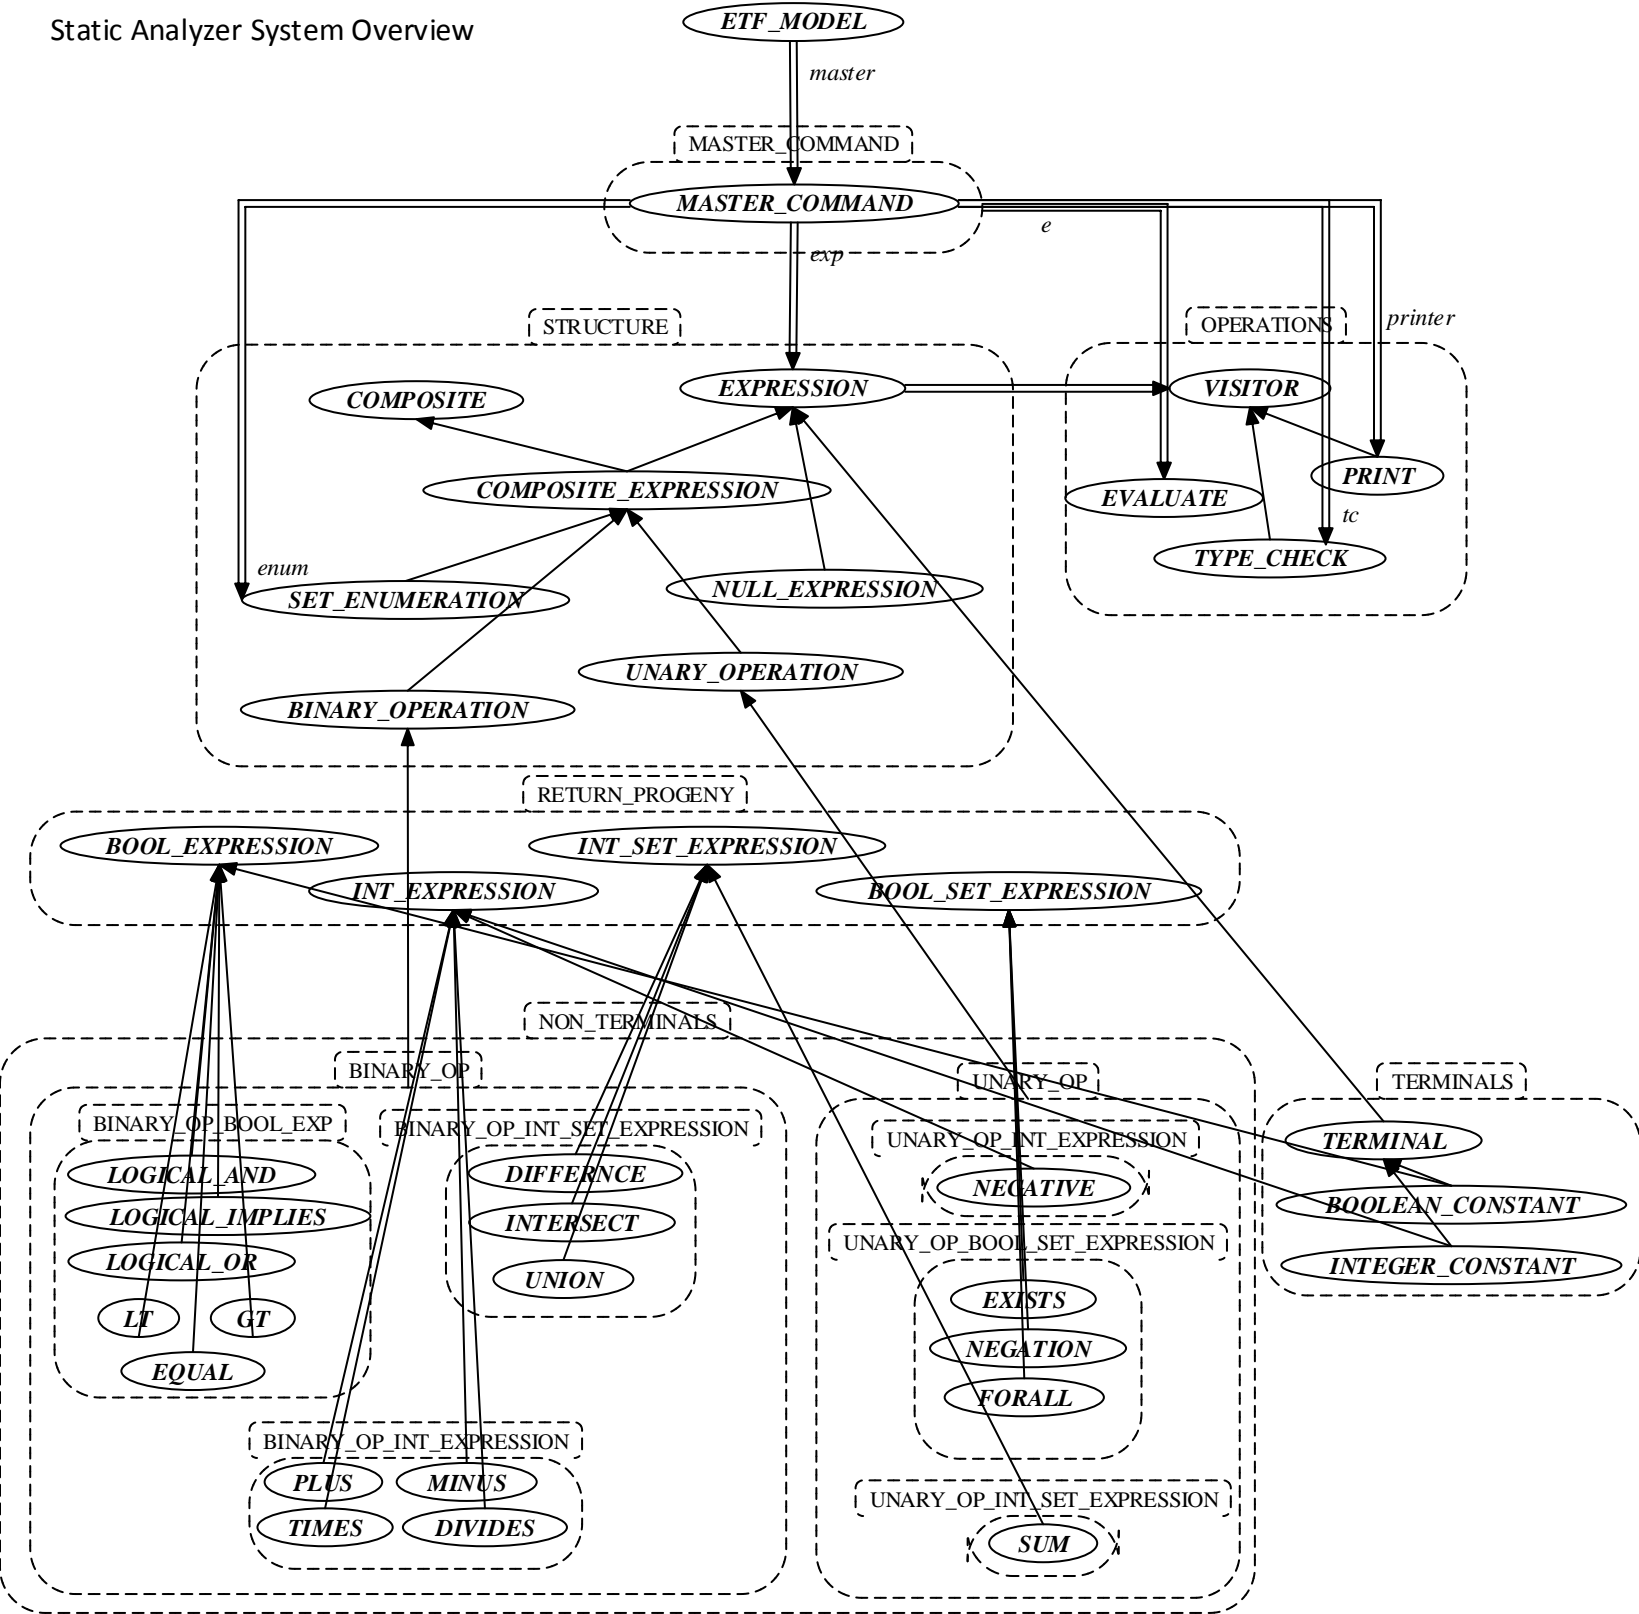 Static Analyzer System Overview
ETF_MODEL
master
MASTER_COMMAND
MASTER_COMMAND
e
exp
STRUCTURE
OPERATIONS
printer
EXPRESSION
VISITOR
COMPOSITE
COMPOSITE_EXPRESSION
PRINT
EVALUATE
tc
TYPE_CHECK
enum
SET_ENUMERATION
NULL_EXPRESSION
UNARY_OPERATION
BINARY_OPERATION
RETURN_PROGENY
BOOL_EXPRESSION
INT_SET_EXPRESSION
INT_EXPRESSION
BOOL_SET_EXPRESSION
NON_TERMINALS
BINARY_OP
UNARY_OP
TERMINALS
BINARY_OP_BOOL_EXP
BINARY_OP_INT_SET_EXPRESSION
UNARY_OP_INT_EXPRESSION
TERMINAL
LOGICAL_AND
DIFFERNCE
NEGATIVE
BOOLEAN_CONSTANT
LOGICAL_IMPLIES
INTERSECT
UNARY_OP_BOOL_SET_EXPRESSION
LOGICAL_OR
INTEGER_CONSTANT
UNION
EXISTS
LT
GT
NEGATION
EQUAL
FORALL
BINARY_OP_INT_EXPRESSION
PLUS
MINUS
UNARY_OP_INT_SET_EXPRESSION
TIMES
DIVIDES
SUM